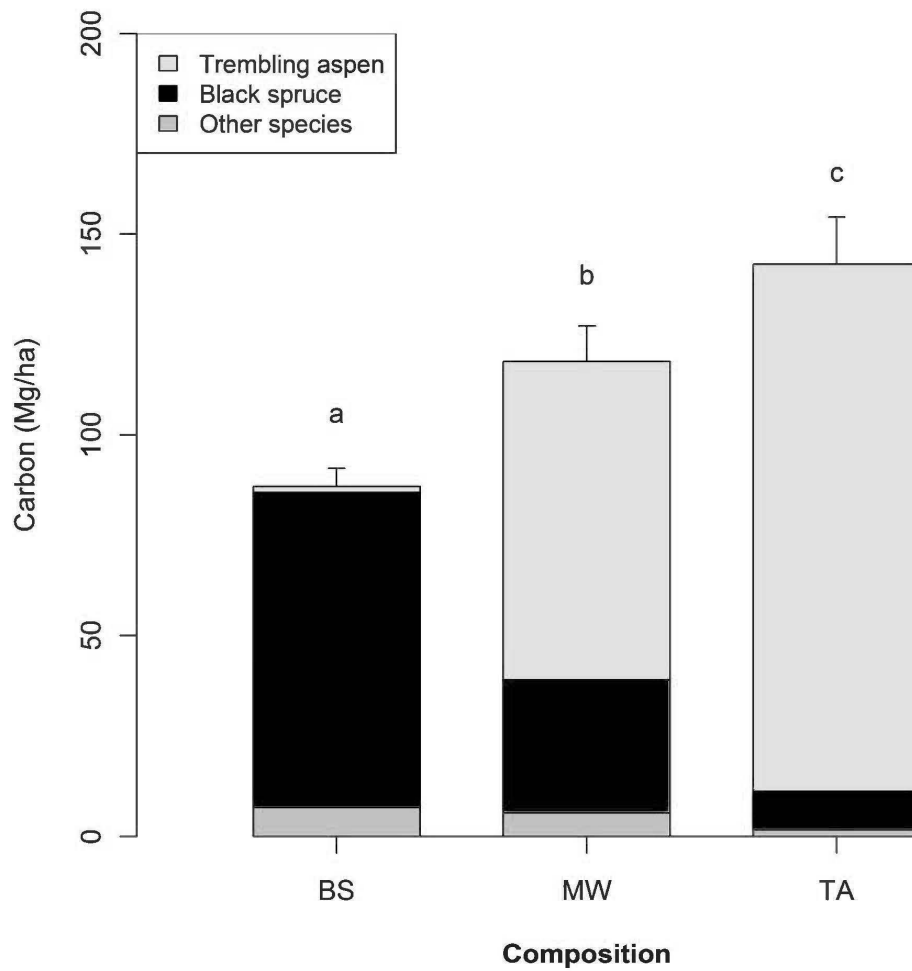 200
Trembling aspen
Black spruce
Other species
c
150
b
Carbon (Mg/ha)
a
100
50
0
BS MW TA
Composition